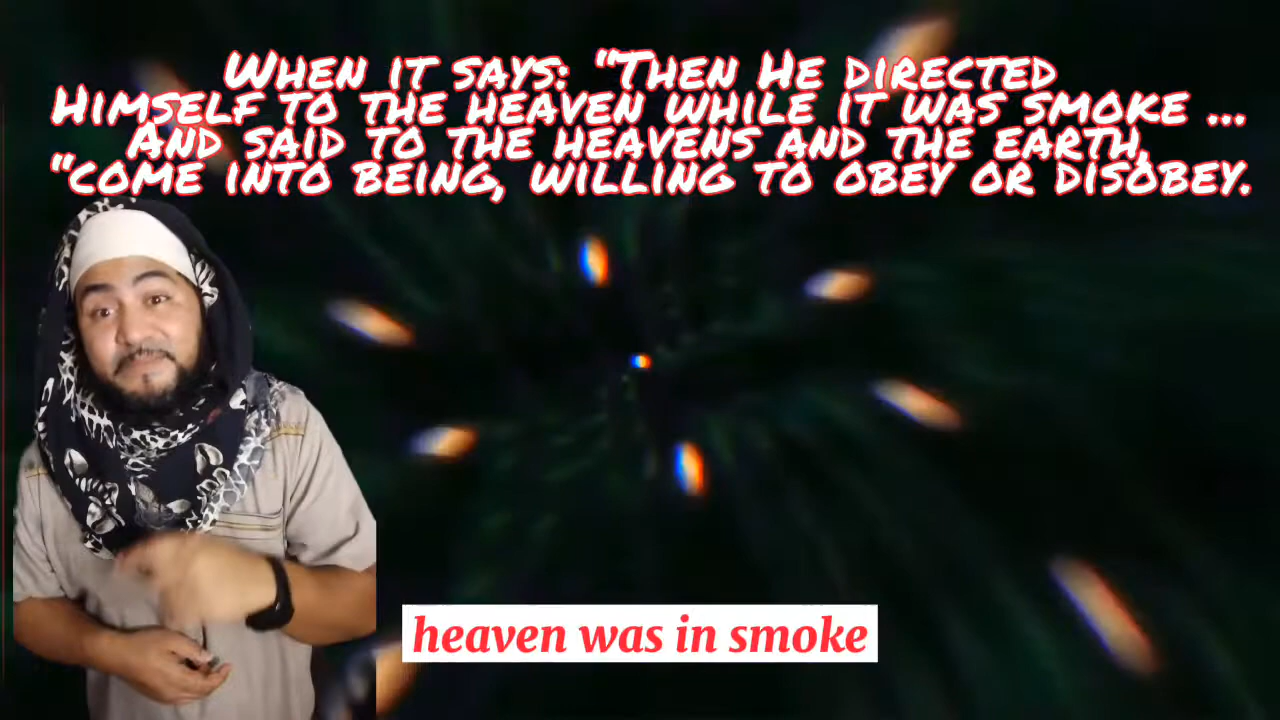 When it says: "Then He directed
Himself to the heaven while it was smoke ...
And said to the heavens and the earth,
"come into being, willing to obey or disobey.
heaven was in smoke